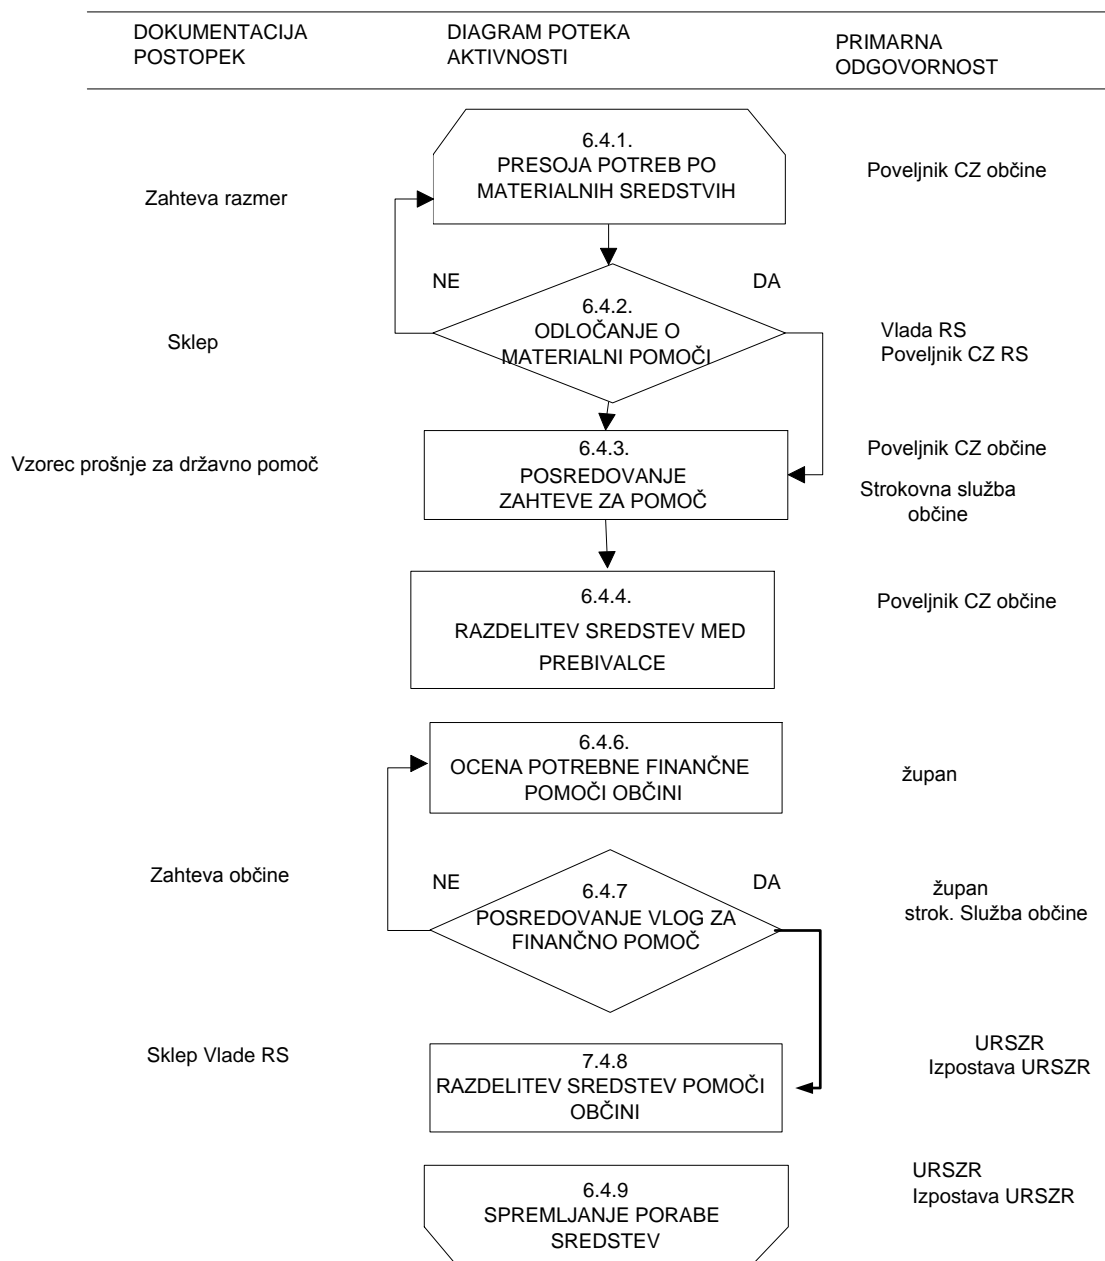 DOKUMENTACIJA
POSTOPEK
DIAGRAM POTEKA
AKTIVNOSTI
PRIMARNA
ODGOVORNOST
6.4.1.
PRESOJA POTREB PO
MATERIALNIH SREDSTVIH
Poveljnik CZ občine
Zahteva razmer
NE
DA
6.4.2.
ODLOČANJE O
MATERIALNI POMOČI
Sklep
Vlada RS
Poveljnik CZ RS
6.4.3.
POSREDOVANJE
ZAHTEVE ZA POMOČ
Vzorec prošnje za državno pomoč
Poveljnik CZ občine
Strokovna služba
občine
6.4.4.
RAZDELITEV SREDSTEV MED
PREBIVALCE
Poveljnik CZ občine
6.4.6.
OCENA POTREBNE FINANČNE
POMOČI OBČINI
župan
Zahteva občine
NE
DA
6.4.7
POSREDOVANJE VLOG ZA
FINANČNO POMOČ
župan
strok. Služba občine
Sklep Vlade RS
7.4.8
RAZDELITEV SREDSTEV POMOČI
OBČINI
URSZR
Izpostava URSZR
6.4.9
SPREMLJANJE PORABE
SREDSTEV
URSZR
Izpostava URSZR